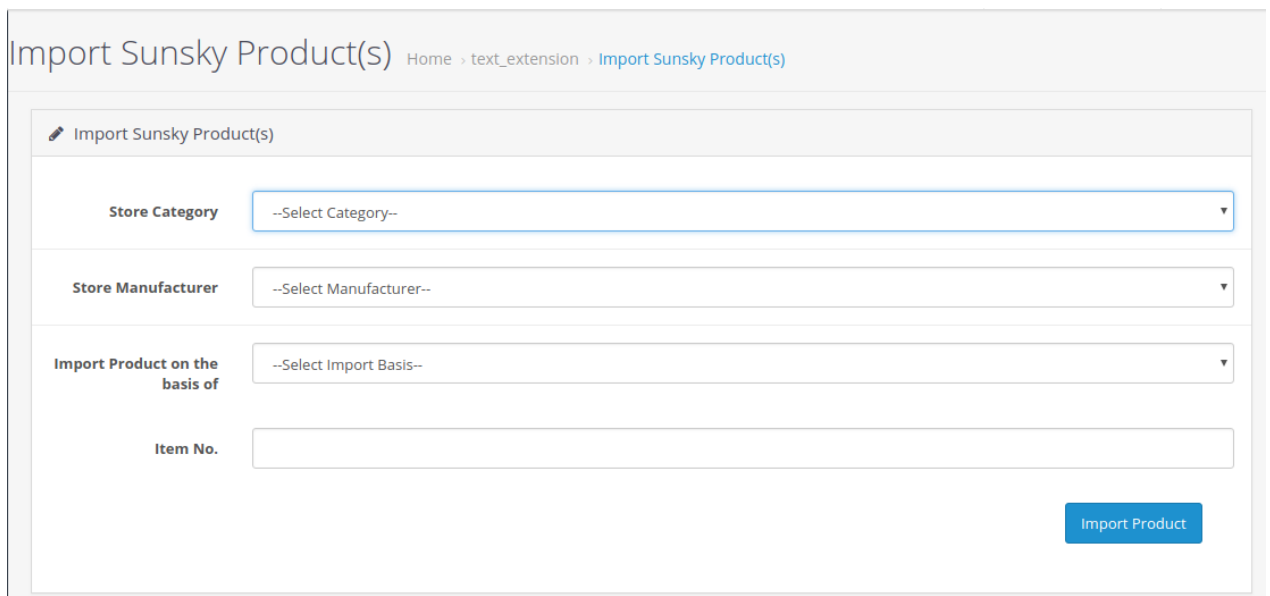 Import Sunsky Product(s) Home › text_extension › Import Sunsky Product(s)
Import Sunsky Product(s)
Store Category --Select Category--
Store Manufacturer --Select Manufacturer--
Import Product on the --Select Import Basis--
basis of
Item No.
Import Product